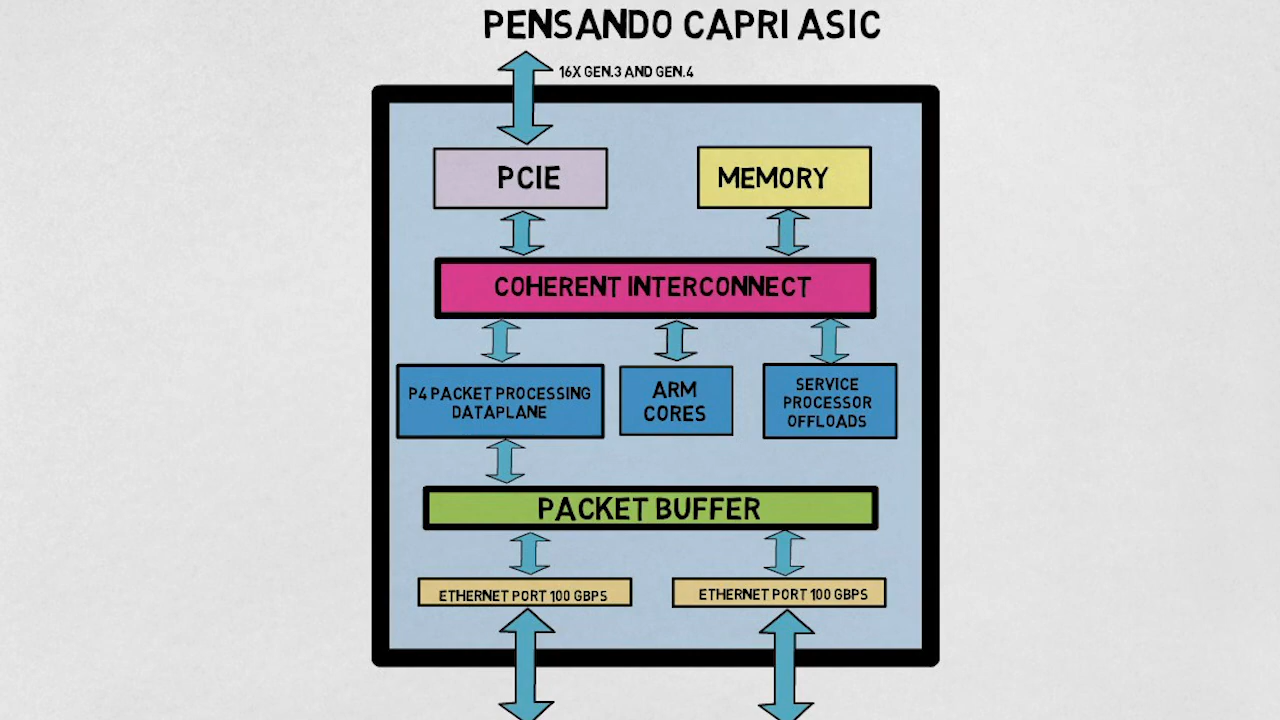 PENSANDO CAPRI ASIC
16X GEN.3 AND GEN.4
PCIE
MEMORY
COHERENT INTERCONNECT
P4 PACKET PROCESSING
DATAPLANE
ARM
CORES
SERVICE
PROCESSOR
OFFLOADS
PACKET BUFFER
ETHERNET PORT 100 GBPS
ETHERNET PORT 100 GBPS